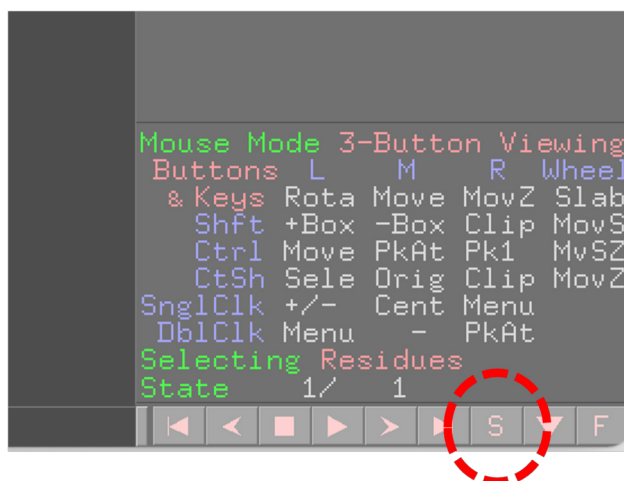 Mouse Mode 3-Button Viewing
Buttons L M R Wheel
& Keys Rota Move MovZ Slab
Shft +Box -Box Clip MovS
Ctrl Move PkAt Pk1 MvSZ
CtSh Sele Orig Clip MovZ
SnglClk +/- Cent Menu
DblClk Menu - PkAt
Selecting Residues
State 1/ 1
S F